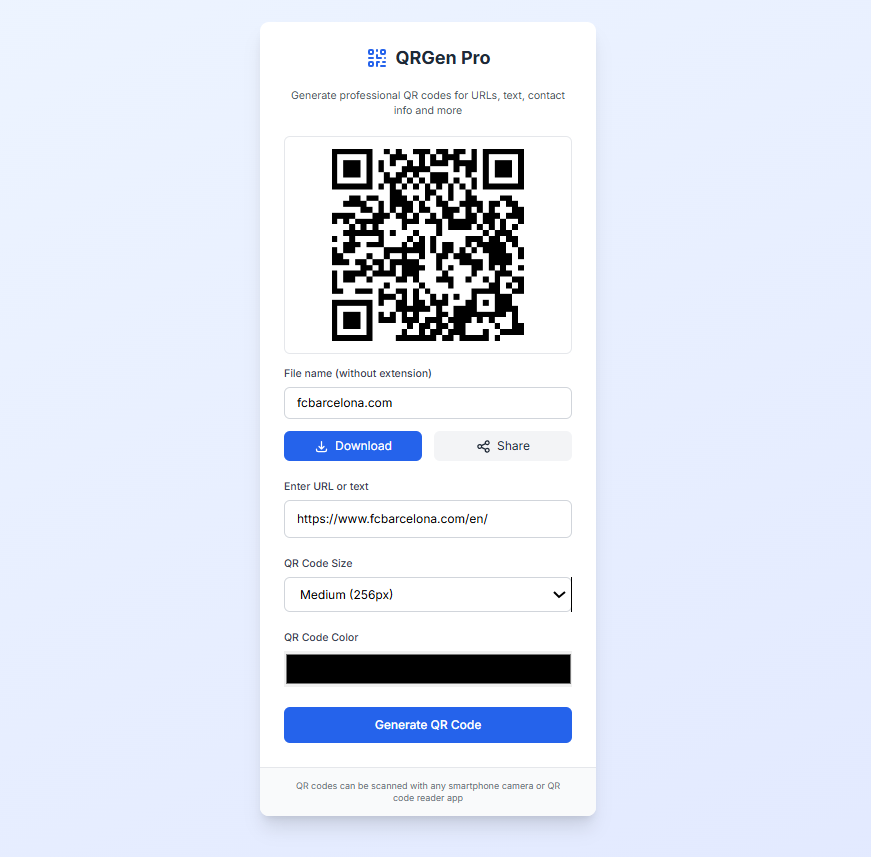 QRGen Pro
Generate professional QR codes for URLs, text, contact
info and more
File name (without extension)
fcbarcelona.com
Download
Share
Enter URL or text
https://www.fcbarcelona.com/en/
QR Code Size
Medium (256px)
QR Code Color
Generate QR Code
QR codes can be scanned with any smartphone camera or QR
code reader app